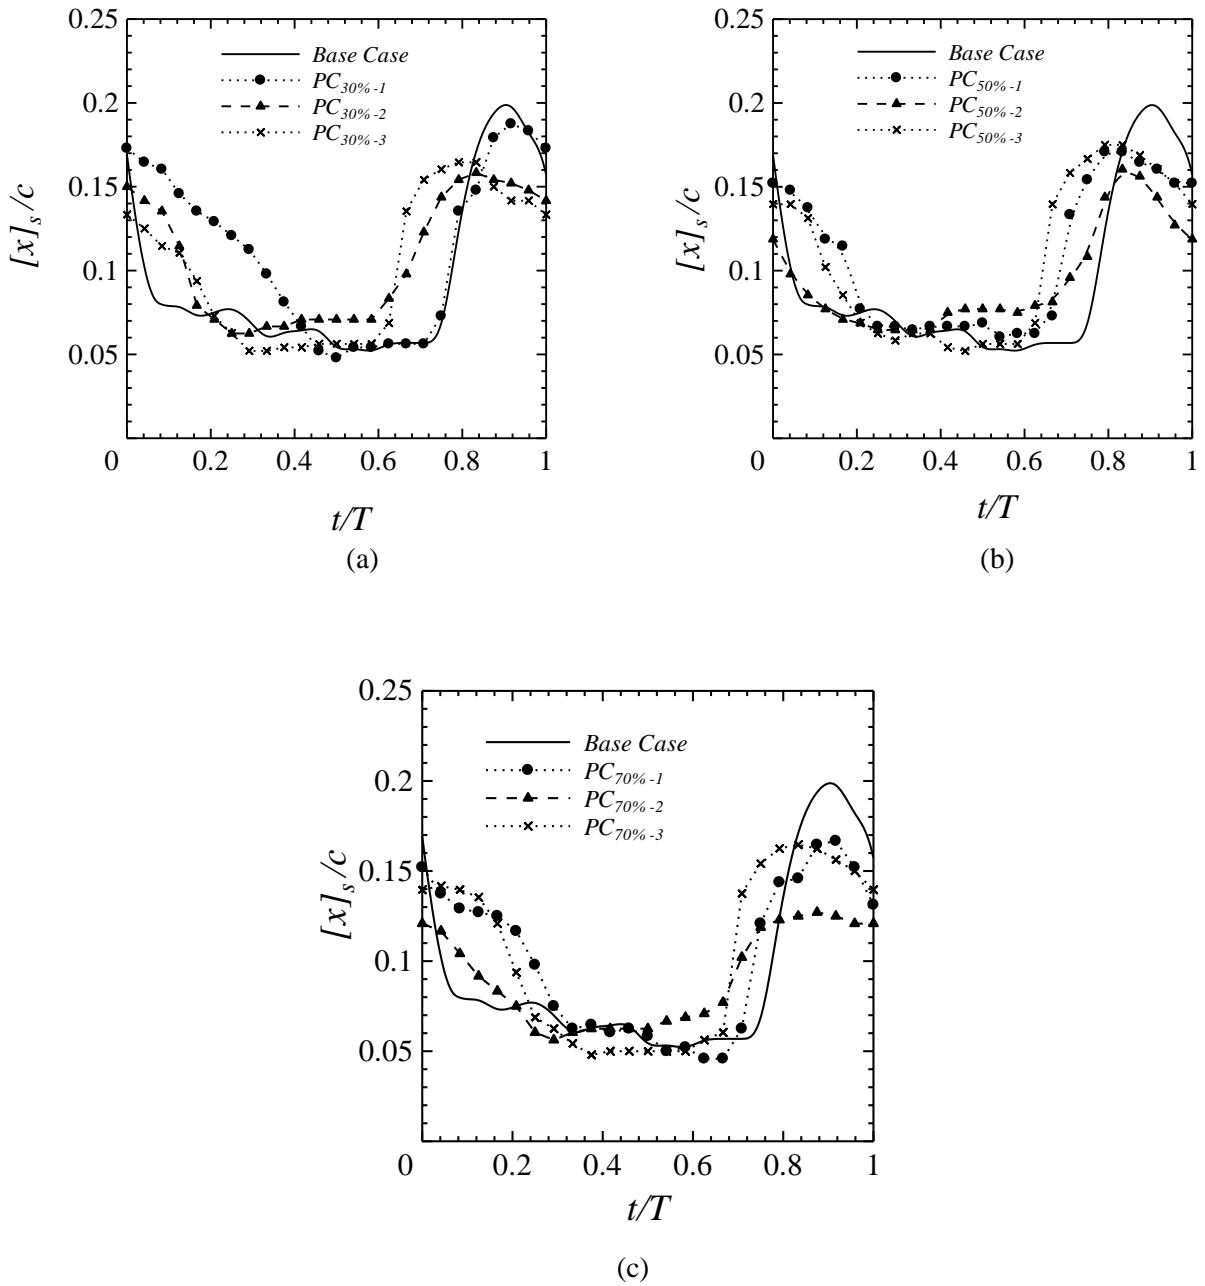 0.25
Base Case
PC30%-1
PC30%-2
PC30%-3
0.2
0.15
0.1
0.05
[x]s/c
0 0.2 0.4 0.6 0.8 1
t/T
(a)
0.25
Base Case
PC50%-1
PC50%-2
PC50%-3
0.2
0.15
0.1
0.05
[x]s/c
0 0.2 0.4 0.6 0.8 1
t/T
(b)
0.25
Base Case
PC70%-1
PC70%-2
PC70%-3
0.2
0.15
0.1
0.05
[x]s/c
0 0.2 0.4 0.6 0.8 1
t/T
(c)